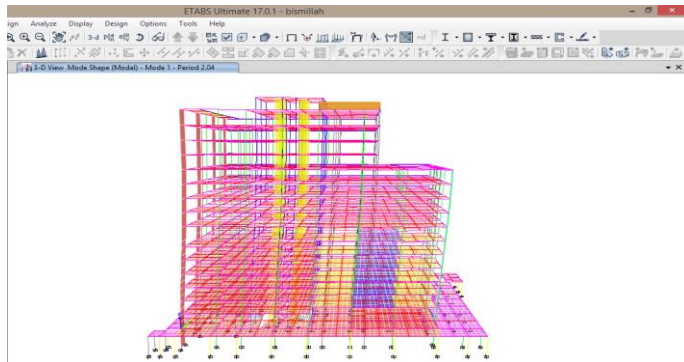 ETABS Ultimate 17.0.1 - bismillah
ign Analyze Display Design Options Tools Help
3-d
3-D View Mode Shape (Modal) - Mode 1 - Period 2.04